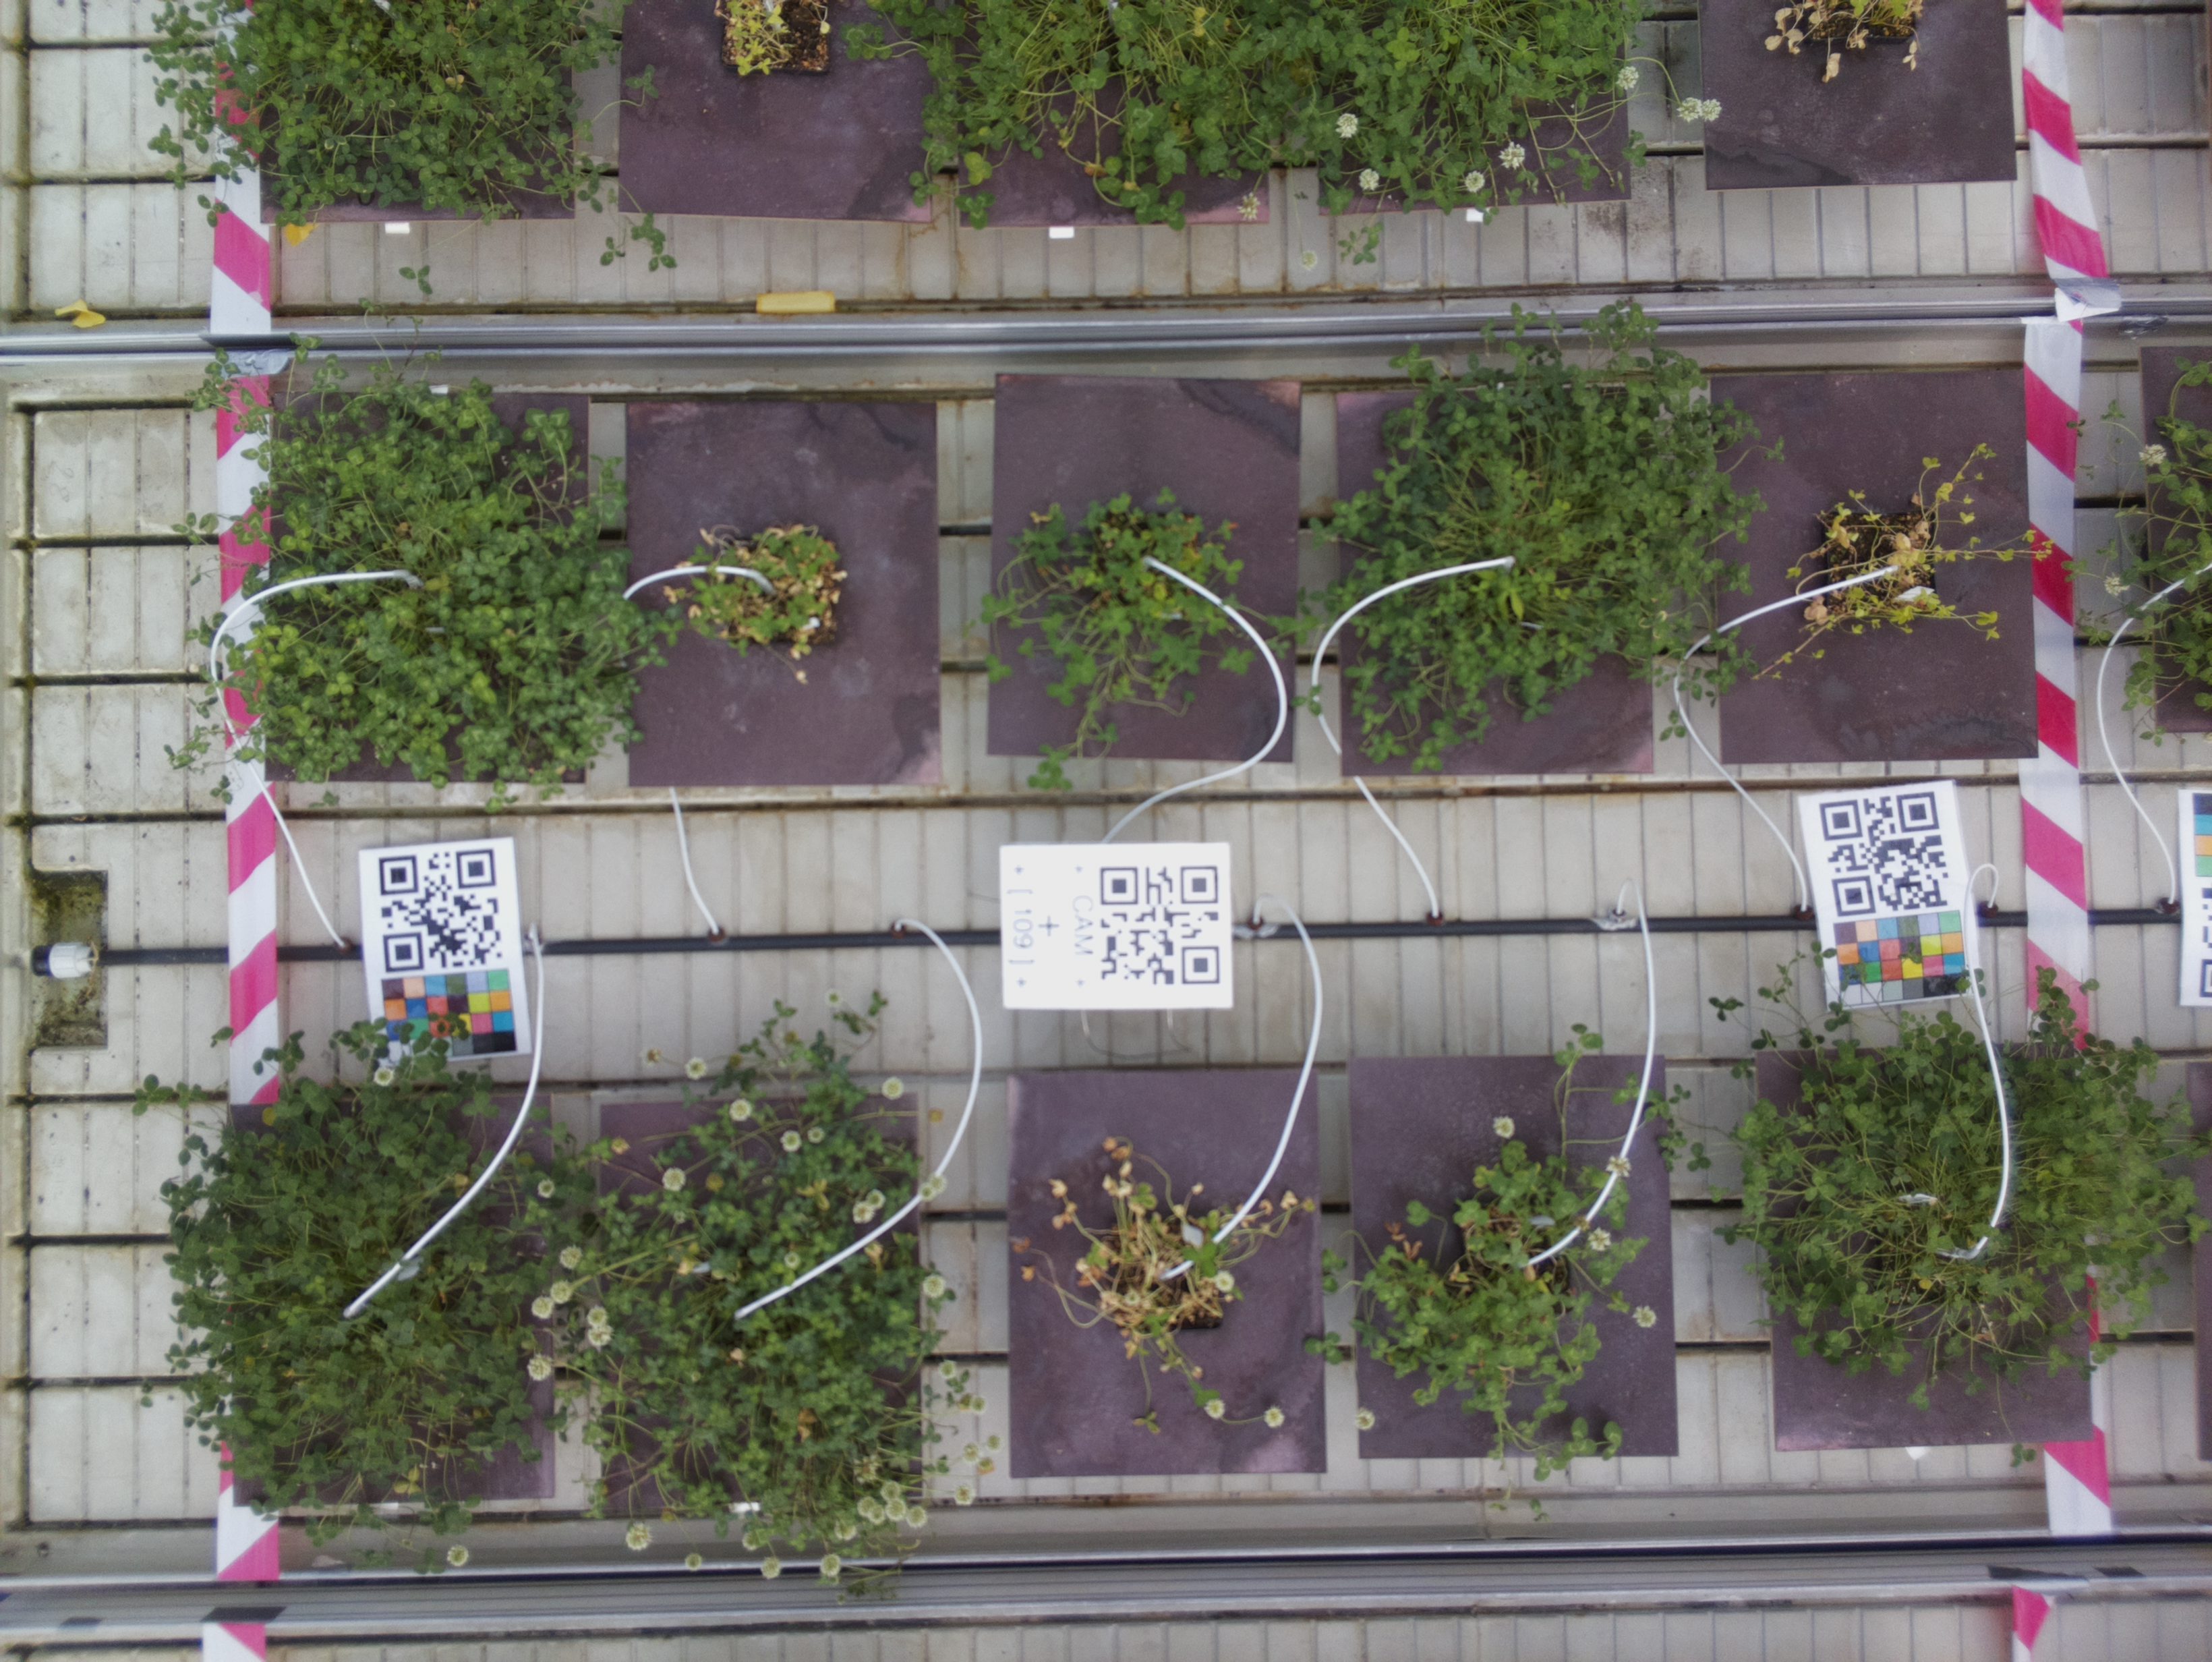 + CAM +
+
+ [ 109 ] +